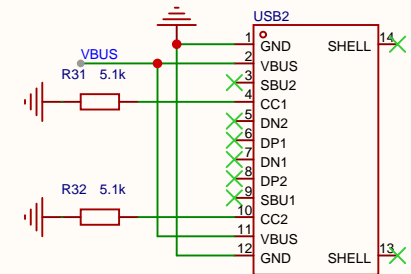 USB2
1 GND SHELL 14
VBUS 2 VBUS
R31 5.1k 3 SBU2
4 CC1
5 DN2
6 DP1
7 DN1
8 DP2
R32 5.1k 9 SBU1
10 CC2
11 VBUS
12 GND SHELL 13